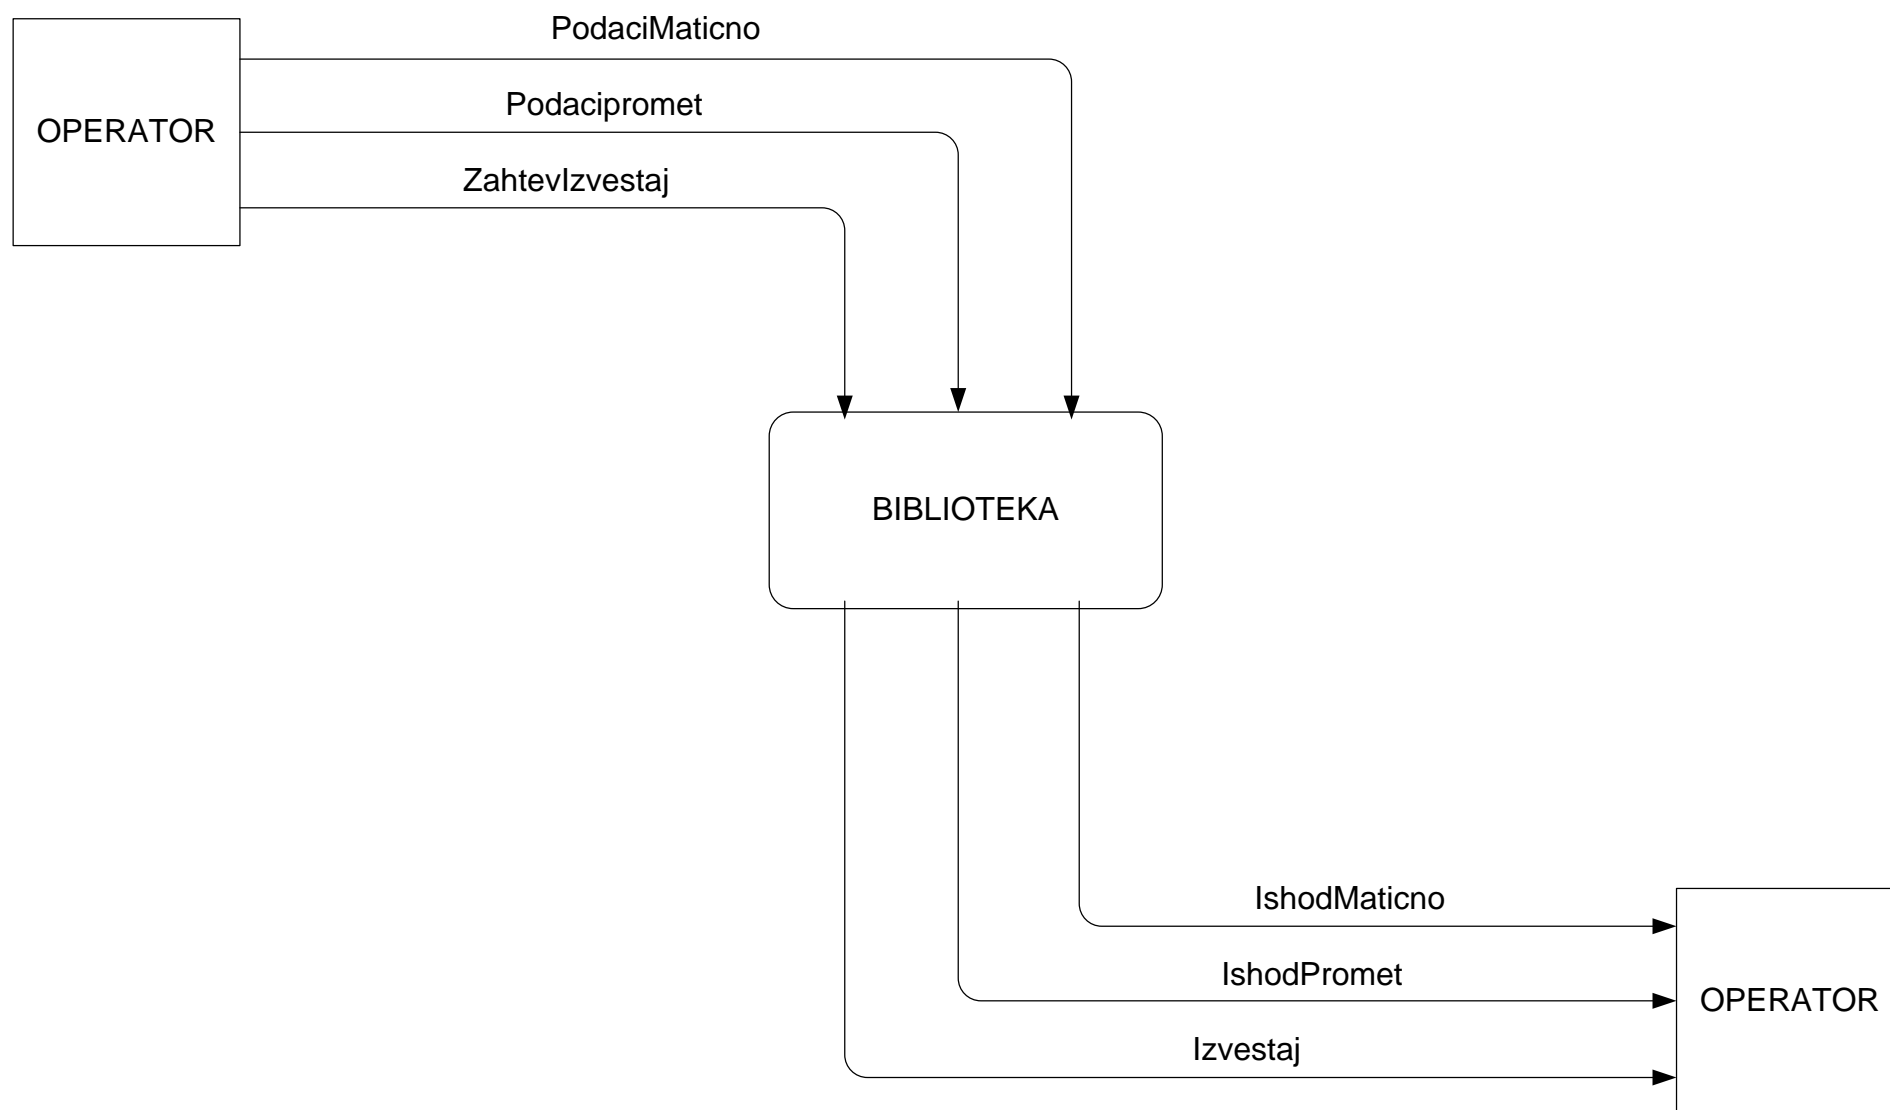 PodaciMaticno
Podacipromet
OPERATOR
ZahtevIzvestaj
BIBLIOTEKA
IshodMaticno
IshodPromet
OPERATOR
Izvestaj